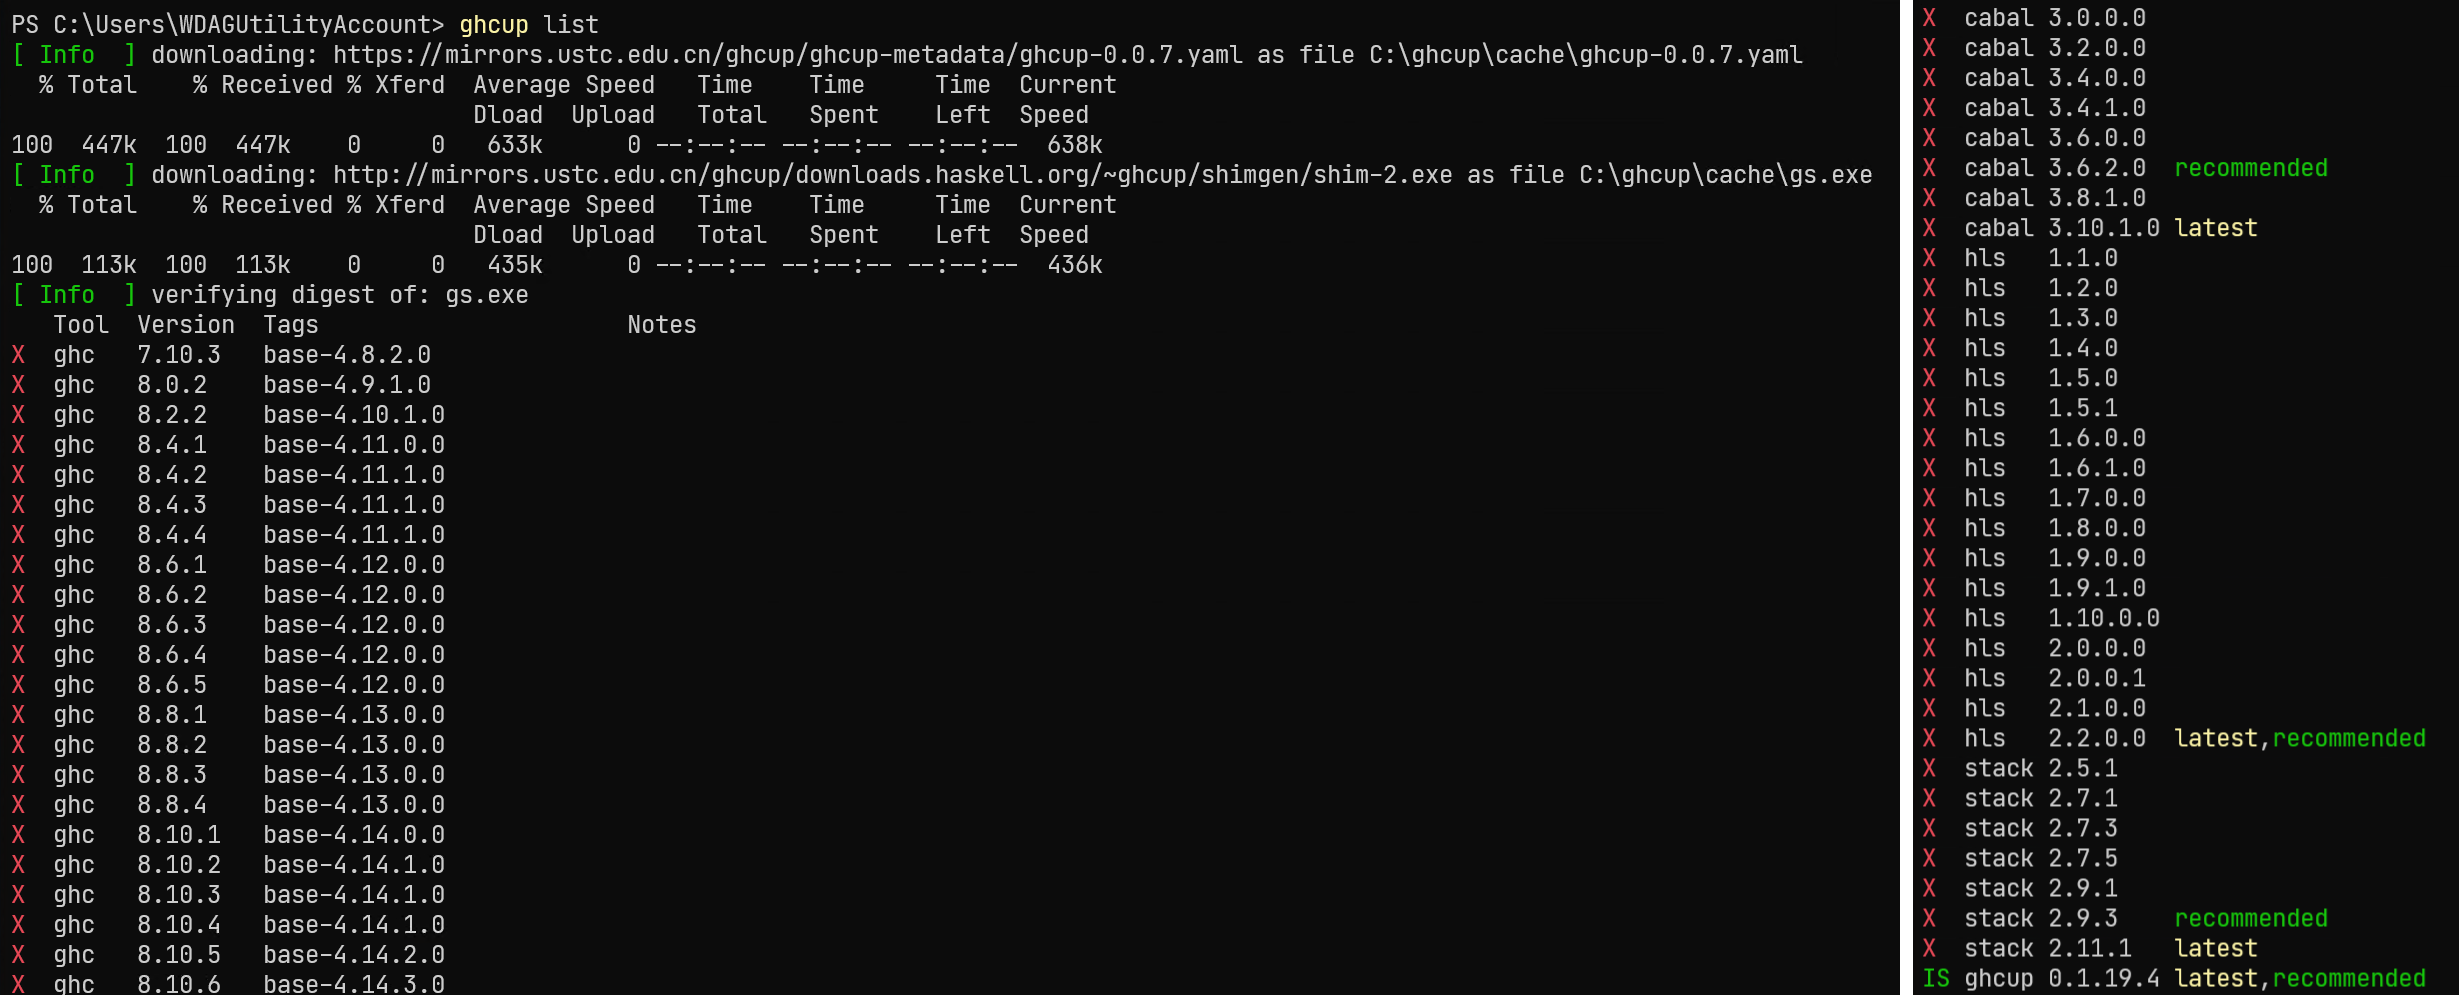 PS C:\Users\WDAGUtilityAccount> ghcup list
[ Info  ] downloading: https://mirrors.ustc.edu.cn/ghcup/ghcup-metadata/ghcup-0.0.7.yaml as file C:\ghcup\cache\ghcup-0.0.7.yaml
  % Total    % Received % Xferd  Average Speed   Time    Time     Time  Current
                                 Dload  Upload   Total   Spent    Left  Speed
100  447k  100  447k    0     0   633k      0 --:--:-- --:--:-- --:--:--  638k
[ Info  ] downloading: http://mirrors.ustc.edu.cn/ghcup/downloads.haskell.org/~ghcup/shimgen/shim-2.exe as file C:\ghcup\cache\gs.exe
  % Total    % Received % Xferd  Average Speed   Time    Time     Time  Current
                                 Dload  Upload   Total   Spent    Left  Speed
100  113k  100  113k    0     0   435k      0 --:--:-- --:--:-- --:--:--  436k
[ Info  ] verifying digest of: gs.exe
   Tool  Version  Tags                      Notes
X  ghc   7.10.3   base-4.8.2.0
X  ghc   8.0.2    base-4.9.1.0
X  ghc   8.2.2    base-4.10.1.0
X  ghc   8.4.1    base-4.11.0.0
X  ghc   8.4.2    base-4.11.1.0
X  ghc   8.4.3    base-4.11.1.0
X  ghc   8.4.4    base-4.11.1.0
X  ghc   8.6.1    base-4.12.0.0
X  ghc   8.6.2    base-4.12.0.0
X  ghc   8.6.3    base-4.12.0.0
X  ghc   8.6.4    base-4.12.0.0
X  ghc   8.6.5    base-4.12.0.0
X  ghc   8.8.1    base-4.13.0.0
X  ghc   8.8.2    base-4.13.0.0
X  ghc   8.8.3    base-4.13.0.0
X  ghc   8.8.4    base-4.13.0.0
X  ghc   8.10.1   base-4.14.0.0
X  ghc   8.10.2   base-4.14.1.0
X  ghc   8.10.3   base-4.14.1.0
X  ghc   8.10.4   base-4.14.1.0
X  ghc   8.10.5   base-4.14.2.0
X  ghc   8.10.6   base-4.14.3.0
X  cabal 3.0.0.0
X  cabal 3.2.0.0
X  cabal 3.4.0.0
X  cabal 3.4.1.0
X  cabal 3.6.0.0
X  cabal 3.6.2.0  recommended
X  cabal 3.8.1.0
X  cabal 3.10.1.0 latest
X  hls   1.1.0
X  hls   1.2.0
X  hls   1.3.0
X  hls   1.4.0
X  hls   1.5.0
X  hls   1.5.1
X  hls   1.6.0.0
X  hls   1.6.1.0
X  hls   1.7.0.0
X  hls   1.8.0.0
X  hls   1.9.0.0
X  hls   1.9.1.0
X  hls   1.10.0.0
X  hls   2.0.0.0
X  hls   2.0.0.1
X  hls   2.1.0.0
X  hls   2.2.0.0  latest,recommended
X  stack 2.5.1
X  stack 2.7.1
X  stack 2.7.3
X  stack 2.7.5
X  stack 2.9.1
X  stack 2.9.3    recommended
X  stack 2.11.1   latest
IS ghcup 0.1.19.4 latest,recommended